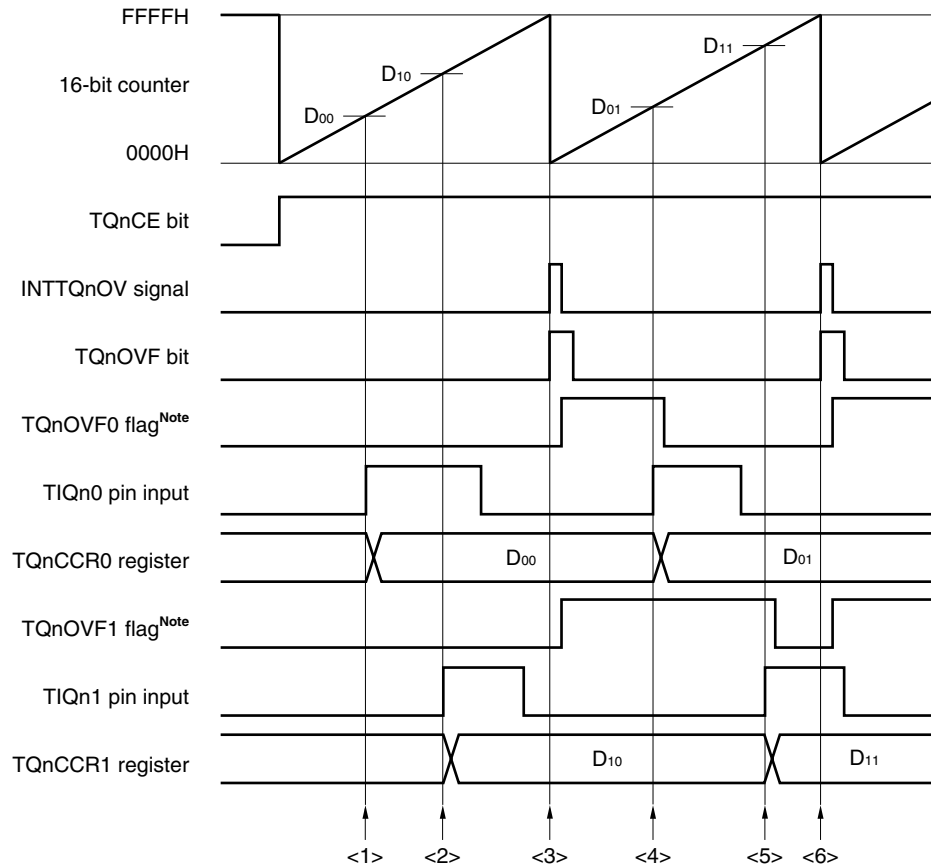 FFFFH
16-bit counter
0000H
D00
D10
D01
D11
TQnCE bit
INTTQnOV signal
TQnOVF bit
TQnOVF0 flagNote
TIQn0 pin input
TQnCCR0 register
D00
D01
TQnOVF1 flagNote
TIQn1 pin input
TQnCCR1 register
D10
D11
<1> <2> <3> <4> <5> <6>